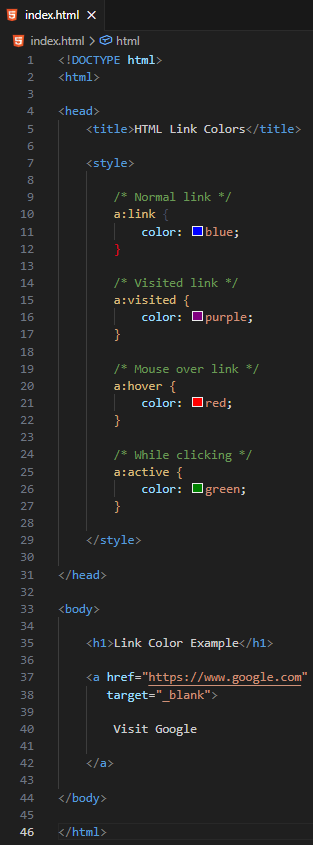 index.html ×
index.html > html
1 <!DOCTYPE html>
2 <html>
3
4 <head>
5     <title>HTML Link Colors</title>
6
7     <style>
8
9         /* Normal link */
10         a:link {
11             color: blue;
12         }
13
14         /* Visited link */
15         a:visited {
16             color: purple;
17         }
18
19         /* Mouse over link */
20         a:hover {
21             color: red;
22         }
23
24         /* While clicking */
25         a:active {
26             color: green;
27         }
28
29     </style>
30
31 </head>
32
33 <body>
34
35     <h1>Link Color Example</h1>
36
37     <a href="https://www.google.com"
38        target="_blank">
39
40         Visit Google
41
42     </a>
43
44 </body>
45
46 </html>